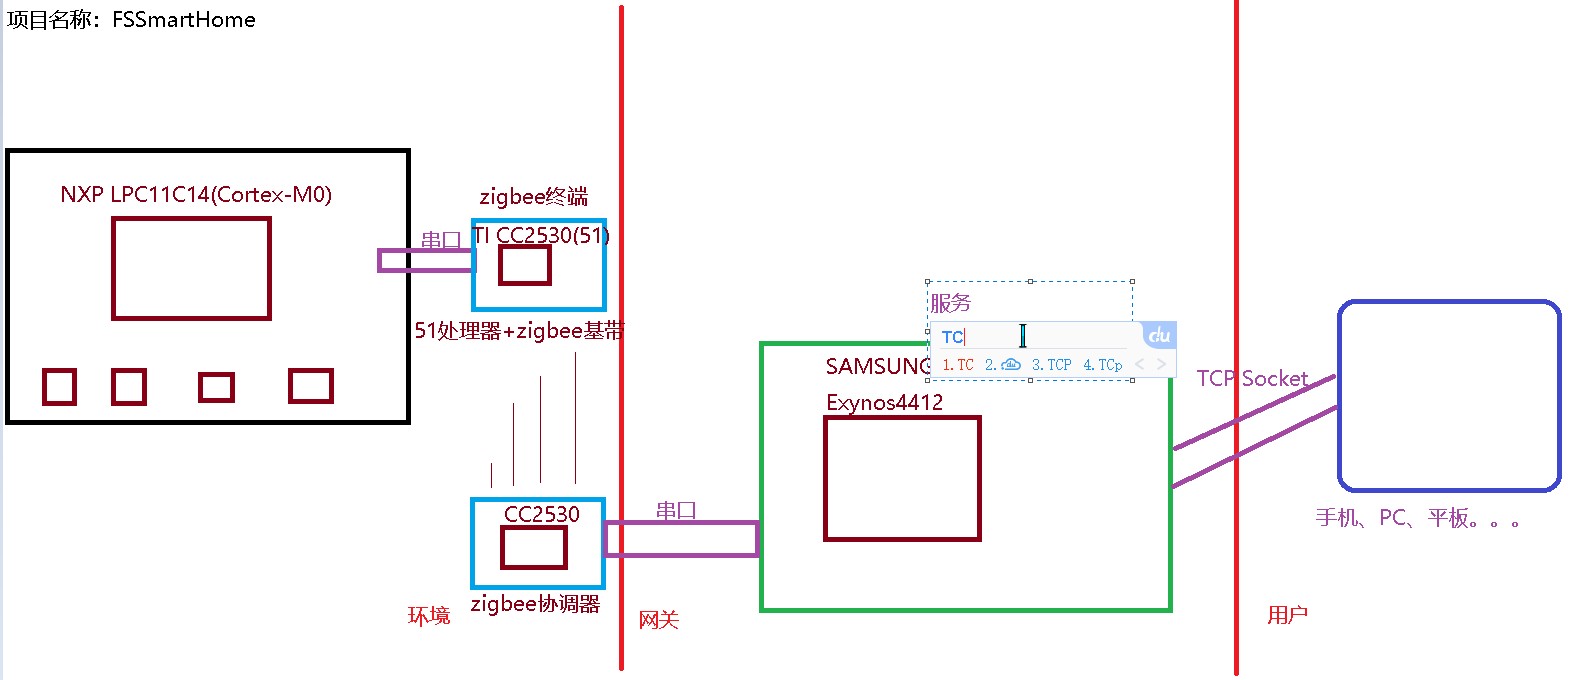 项目名称：FSSmartHome
NXP LPC11C14(Cortex-M0)
zigbee终端
串口
TI CC2530(51)
51处理器+zigbee基带
CC2530
zigbee协调器
串口
环境
网关
服务
TC
du
1.TC 2. 3.TCP 4.TCp < >
SAMSUNG
Exynos4412
TCP Socket
手机、PC、平板。。。
用户